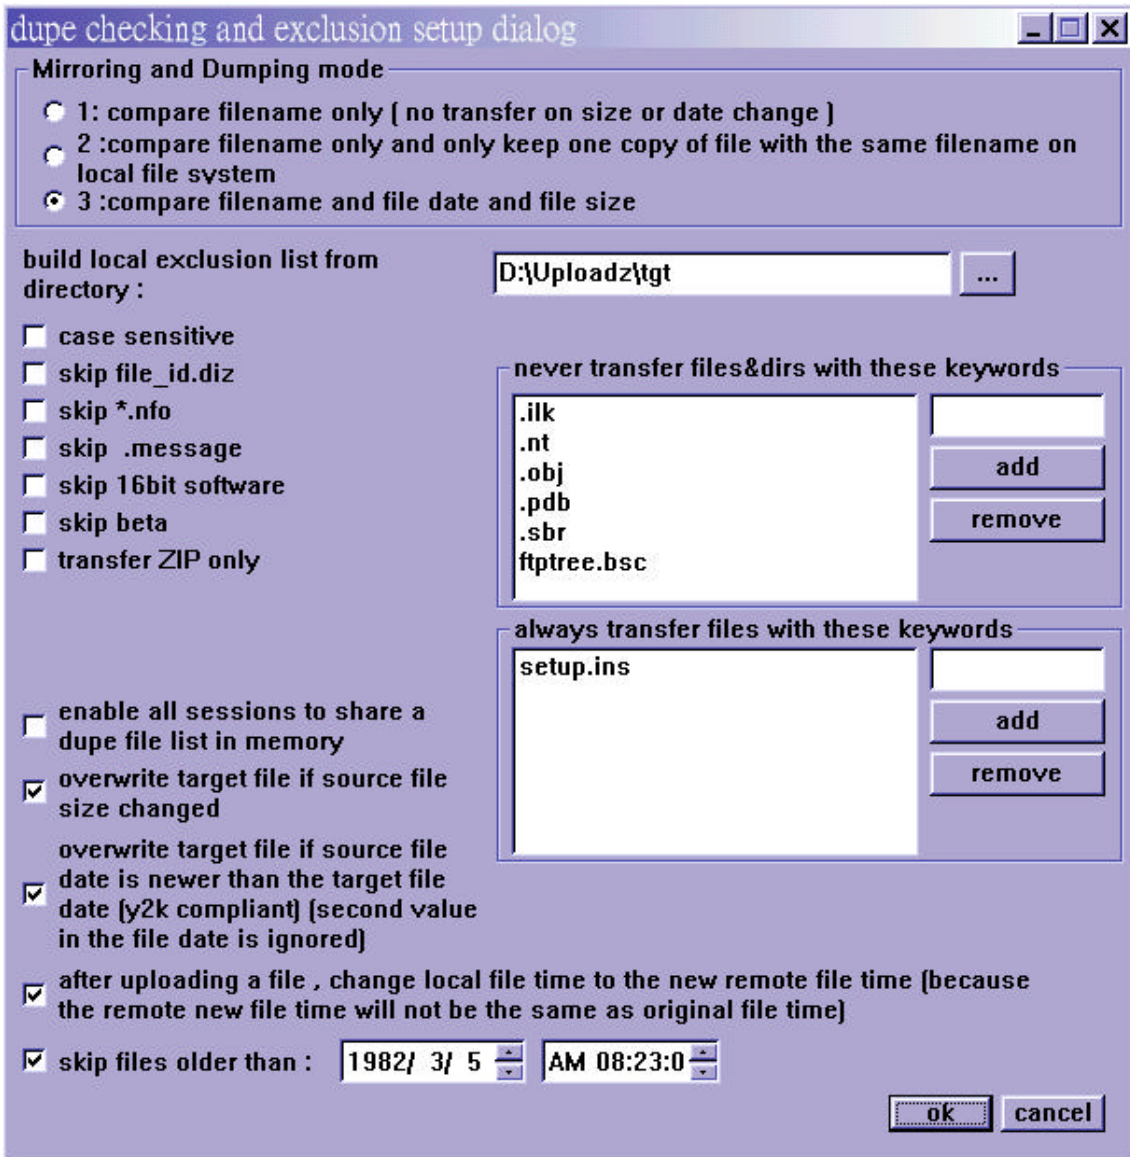 dupe checking and exclusion setup dialog
Mirroring and Dumping mode
1: compare filename only ( no transfer on size or date change )
2 :compare filename only and only keep one copy of file with the same filename on
local file system
3 :compare filename and file date and file size
build local exclusion list from
directory :
D:\Uploadz\tgt
...
case sensitive
skip file_id.diz
skip *.nfo
skip  .message
skip 16bit software
skip beta
transfer ZIP only
never transfer files&dirs with these keywords
.ilk
.nt
.obj
.pdb
.sbr
ftptree.bsc
add
remove
always transfer files with these keywords
setup.ins
add
remove
enable all sessions to share a
dupe file list in memory
overwrite target file if source file
size changed
overwrite target file if source file
date is newer than the target file
date (y2k compliant) (second value
in the file date is ignored)
after uploading a file , change local file time to the new remote file time (because
the remote new file time will not be the same as original file time)
skip files older than :
1982/ 3/ 5
AM 08:23:0
ok
cancel